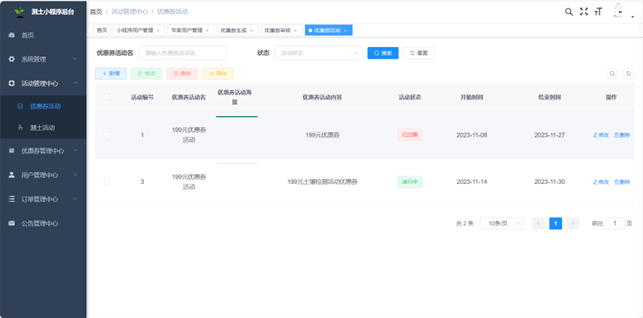 测土小程序后台
首页 / 活动管理中心 / 优惠券活动
首页
小程序用户管理 ×
专家用户管理 ×
优惠券生成 ×
优惠券审核 ×
优惠券活动 ×
首页
系统管理
活动管理中心
优惠券活动
测土活动
优惠券管理中心
用户管理中心
订单管理中心
公告管理中心
优惠券活动名 请输入优惠券活动名
状态 活动状态
搜索
重置
+ 新增
修改
删除
导出
活动编号 优惠券活动名 优惠券活动海报 优惠券活动内容 活动状态 开始时间 结束时间 操作
1 199元优惠券活动 199元优惠券 已过期 2023-11-08 2023-11-27 修改 删除
3 199元优惠券活动 199元土壤检测活动优惠券 进行中 2023-11-14 2023-11-30 修改 删除
共 2 条 10条/页 < 1 > 前往 1 页